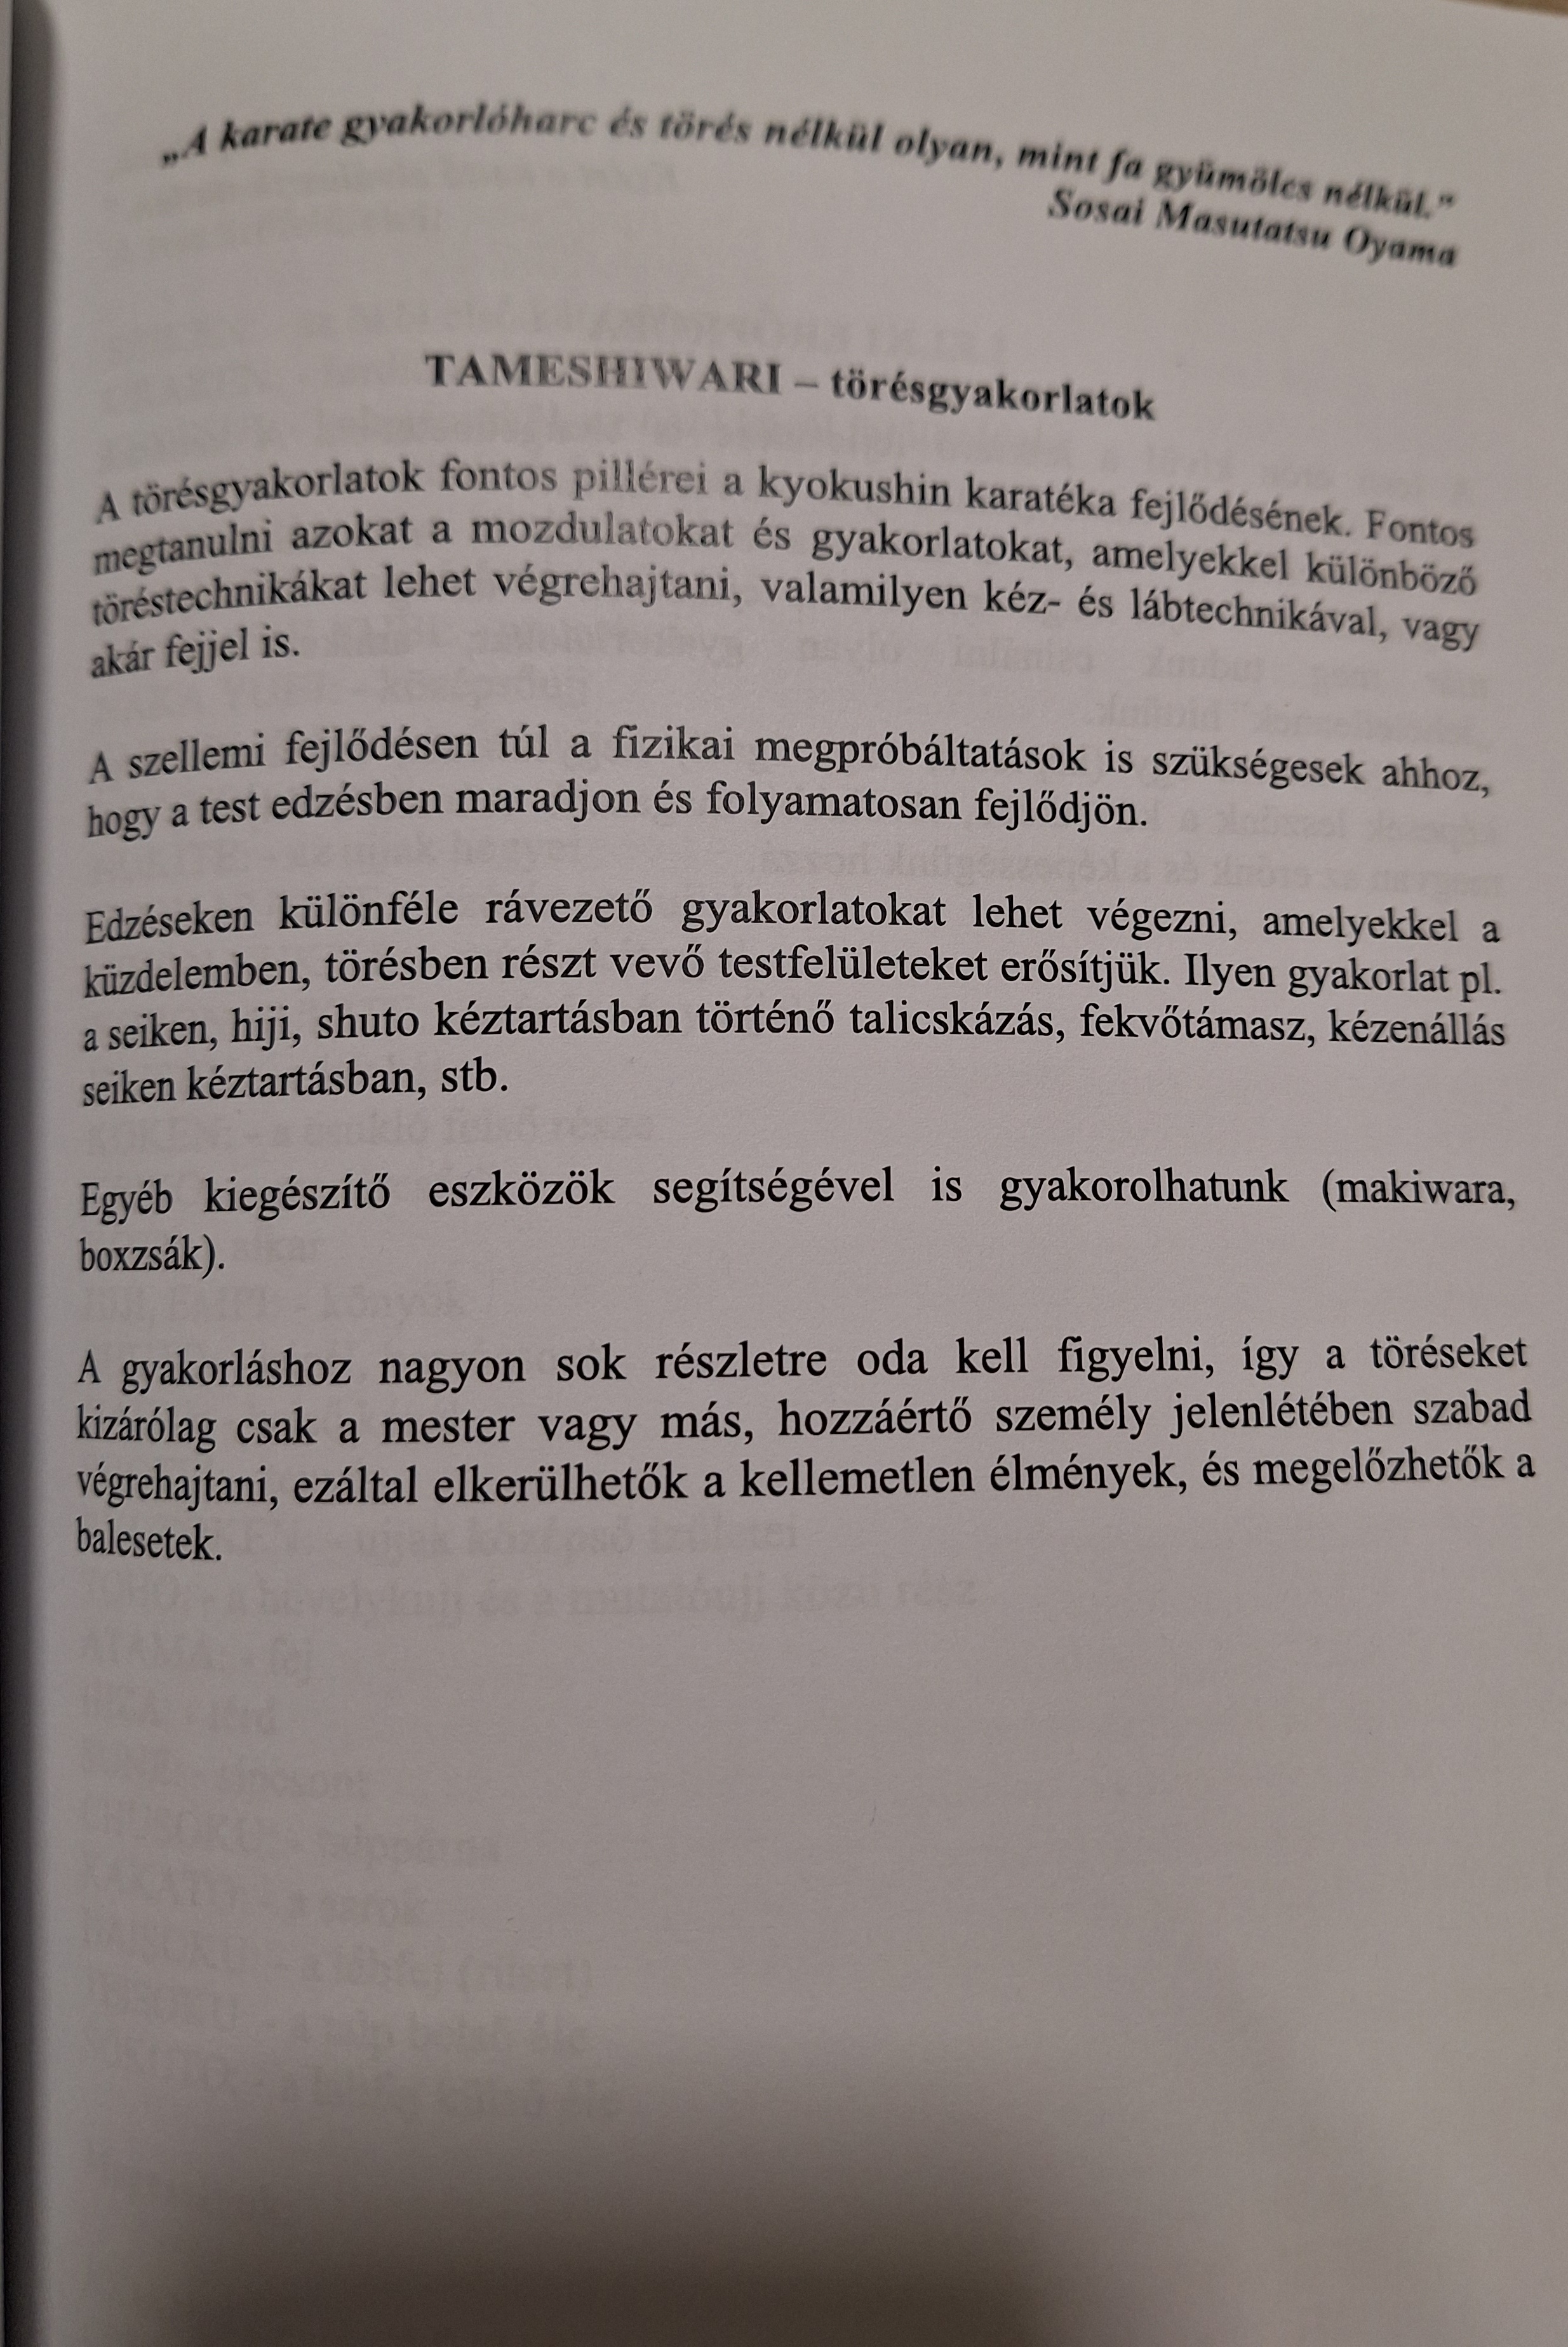 „A karate gyakorlóharc és törés nélkül olyan, mint fa gyümölcs nélkül.”
Sosai Masutatsu Oyama
TAMESHIWARI – törésgyakorlatok
A törésgyakorlatok fontos pillérei a kyokushin karatéka fejlődésének. Fontos
megtanulni azokat a mozdulatokat és gyakorlatokat, amelyekkel különböző
töréstechnikákat lehet végrehajtani, valamilyen kéz- és lábtechnikával, vagy
akár fejjel is.
A szellemi fejlődésen túl a fizikai megpróbáltatások is szükségesek ahhoz,
hogy a test edzésben maradjon és folyamatosan fejlődjön.
Edzéseken különféle rávezető gyakorlatokat lehet végezni, amelyekkel a
küzdelemben, törésben részt vevő testfelületeket erősítjük. Ilyen gyakorlat pl.
a seiken, hiji, shuto kéztartásban történő talicskázás, fekvőtámasz, kézenállás
seiken kéztartásban, stb.
Egyéb kiegészítő eszközök segítségével is gyakorolhatunk (makiwara,
boxzsák).
A gyakorláshoz nagyon sok részletre oda kell figyelni, így a töréseket
kizárólag csak a mester vagy más, hozzáértő személy jelenlétében szabad
végrehajtani, ezáltal elkerülhetők a kellemetlen élmények, és megelőzhetők a
balesetek.